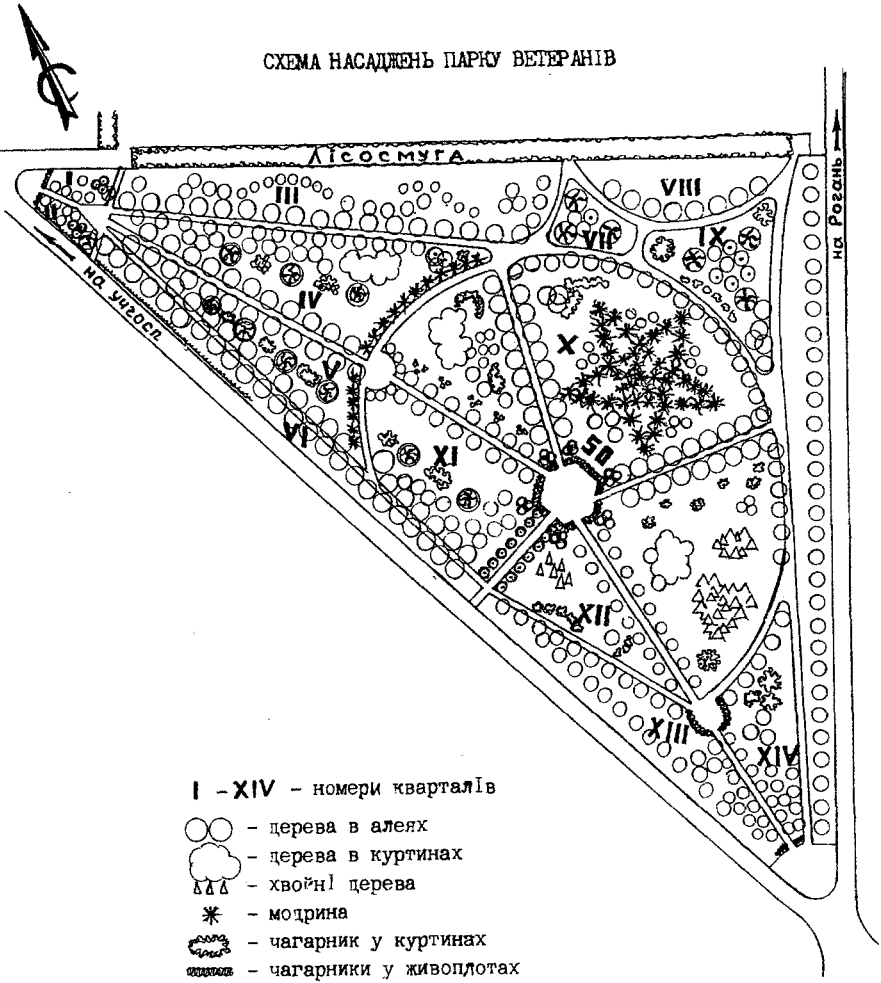 СХЕМА НАСАДЖЕНЬ ПАРКУ ВЕТЕРАНІВ
С
ЛІСОСМУГА
на Рогань
на учгосп
I
II
III
IV
V
VI
VII
VIII
IX
X
50
XI
XII
XIII
XIV
I - XIV - номери кварталів
- дерева в алеях
- дерева в куртинах
- хвойні дерева
- модрина
- чагарник у куртинах
- чагарники у живоплотах